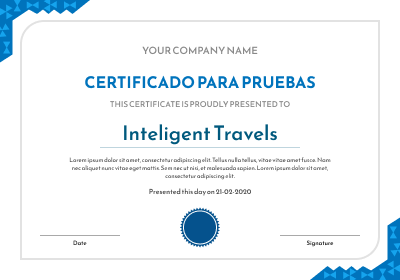 YOUR COMPANY NAME
CERTIFICADO PARA PRUEBAS
THIS CERTIFICATE IS PROUDLY PRESENTED TO
Inteligent Travels
Lorem ipsum dolor sit amet, consectetur adipiscing elit. Tellus nulla tellus, vitae vitae amet fusce. Nam
nec aliquent nunc vitae eget mattis. Sem nec ut nisi, et malesuada sapien. Lorem ipsum dolor sit amet,
consectetur adipiscing elit.
Presented this day on 21-02-2020
Date
Signature